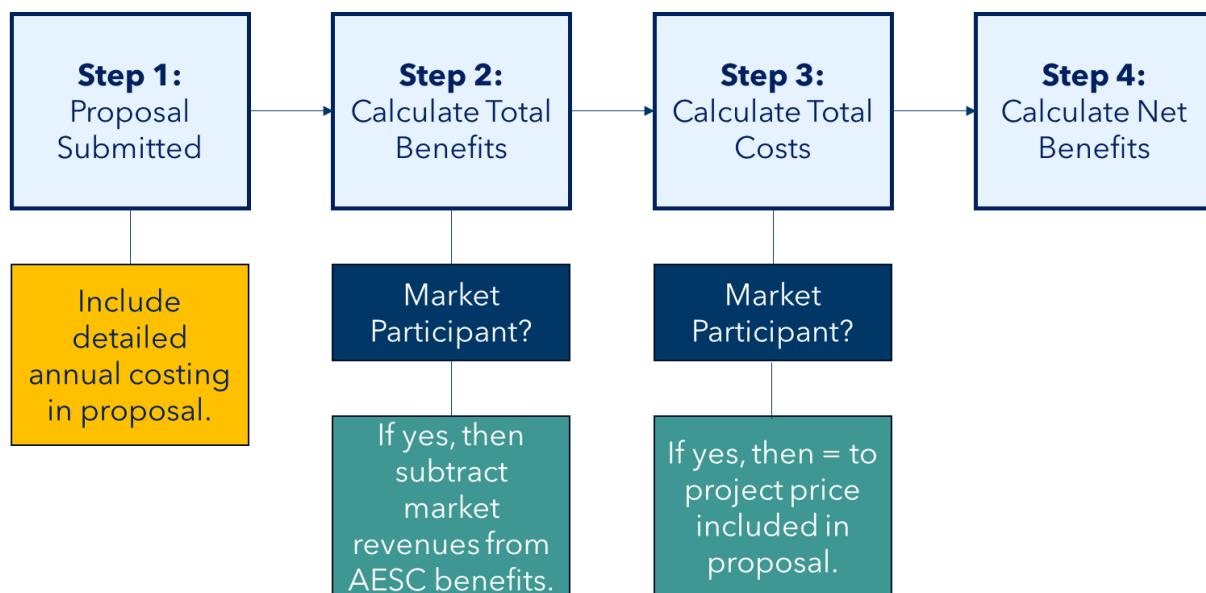 Step 1:
Proposal
Submitted
Step 2:
Calculate Total
Benefits
Step 3:
Calculate Total
Costs
Step 4:
Calculate Net
Benefits
Include
detailed
annual costing
in proposal.
Market
Participant?
If yes, then
subtract
market
revenues from
AESC benefits.
Market
Participant?
If yes, then = to
project price
included in
proposal.